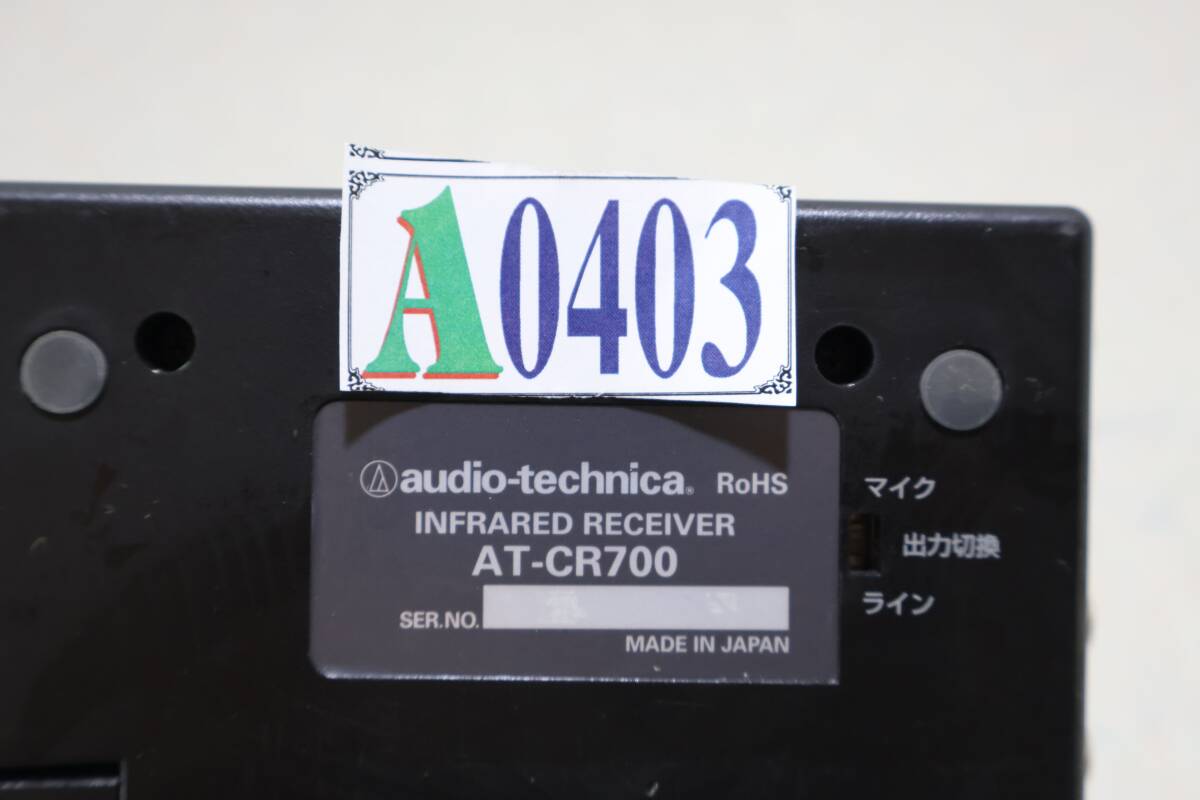 A0403
audio-technica® RoHS
INFRARED RECEIVER
AT-CR700
SER.NO.
MADE IN JAPAN
マイク
出力切換
ライン